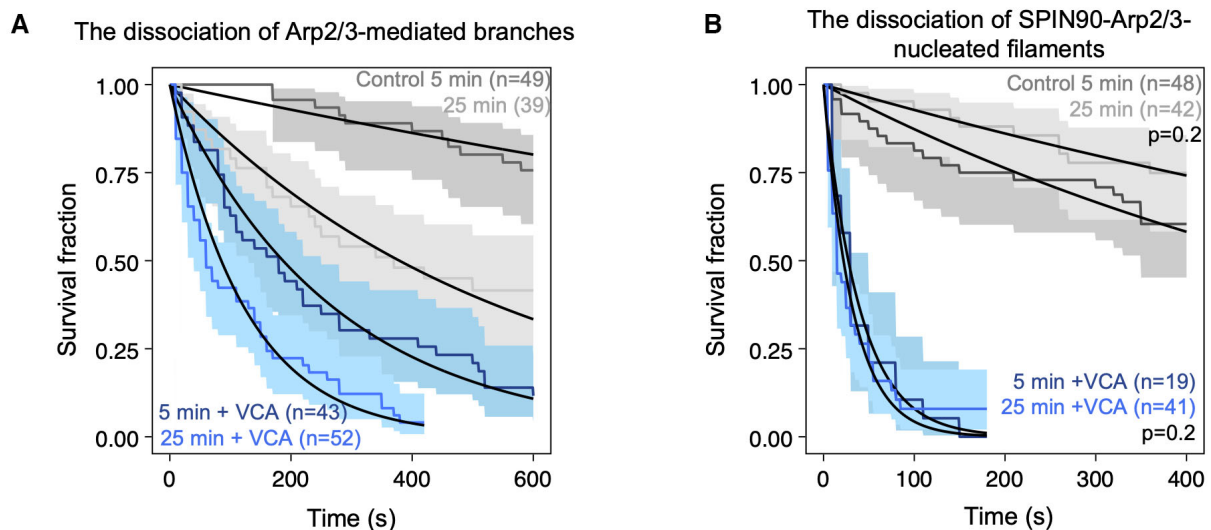 A
The dissociation of Arp2/3-mediated branches
Control 5 min (n=49)
25 min (39)
1.00
0.75
0.50
0.25
0.00
Survival fraction
5 min + VCA (n=43)
25 min + VCA (n=52)
0 200 400 600
Time (s)
B
The dissociation of SPIN90-Arp2/3-
nucleated filaments
Control 5 min (n=48)
25 min (n=42)
p=0.2
1.00
0.75
0.50
0.25
0.00
Survival fraction
5 min +VCA (n=19)
25 min +VCA (n=41)
p=0.2
0 100 200 300 400
Time (s)